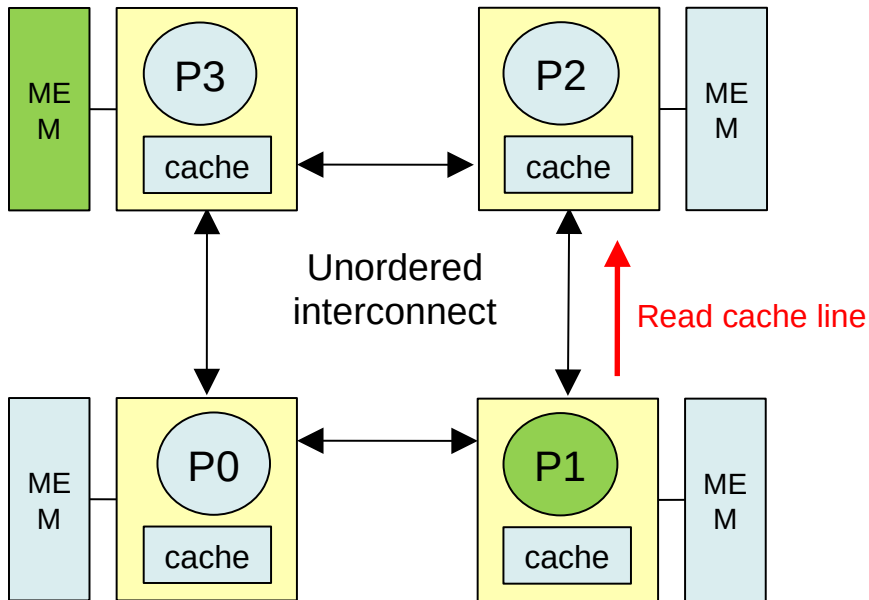 ME
M
P3
cache
P2
cache
ME
M
Unordered
interconnect
Read cache line
ME
M
P0
cache
P1
cache
ME
M